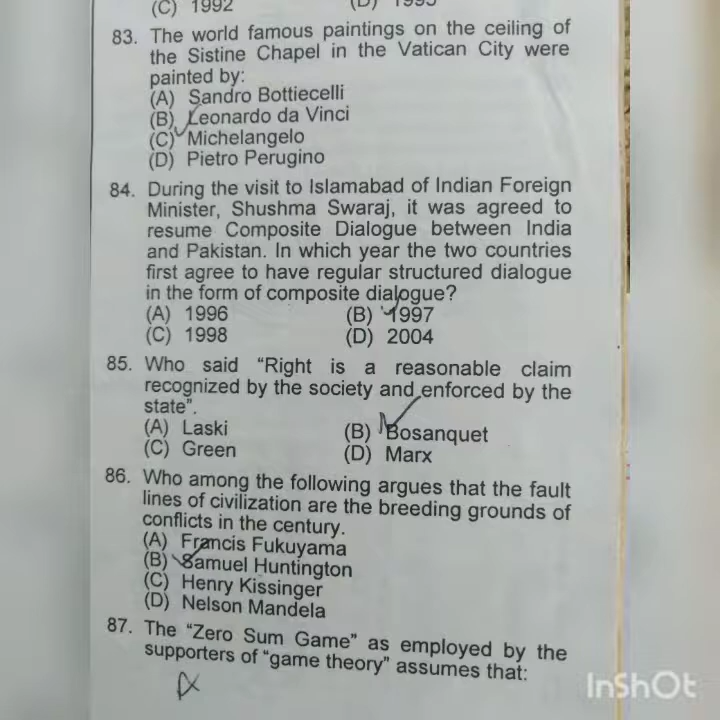 (C) 1992 (D) 1995
83. The world famous paintings on the ceiling of
the Sistine Chapel in the Vatican City were
painted by:
(A) Sandro Bottiecelli
(B) Leonardo da Vinci
(C) Michelangelo
(D) Pietro Perugino
84. During the visit to Islamabad of Indian Foreign
Minister, Shushma Swaraj, it was agreed to
resume Composite Dialogue between India
and Pakistan. In which year the two countries
first agree to have regular structured dialogue
in the form of composite dialogue?
(A) 1996 (B) 1997
(C) 1998 (D) 2004
85. Who said “Right is a reasonable claim
recognized by the society and enforced by the
state”.
(A) Laski (B) Bosanquet
(C) Green (D) Marx
86. Who among the following argues that the fault
lines of civilization are the breeding grounds of
conflicts in the century.
(A) Francis Fukuyama
(B) Samuel Huntington
(C) Henry Kissinger
(D) Nelson Mandela
87. The “Zero Sum Game” as employed by the
supporters of “game theory” assumes that:
InShOt